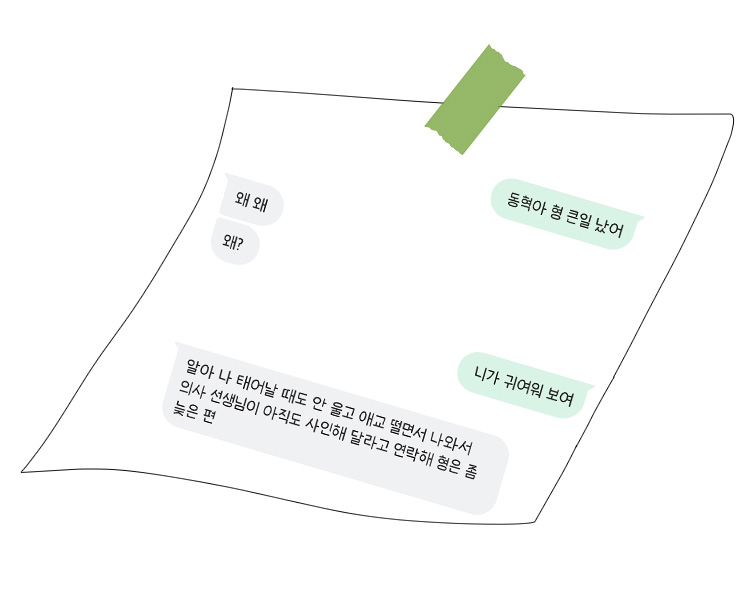 동혁아 형 큰일 났어
왜 왜
왜?
니가 귀여워 보여
알아 나 태어날 때도 안 울고 애교 떨면서 나와서
의사 선생님이 아직도 사인해 달라고 연락해 형은 좀
늦은 편